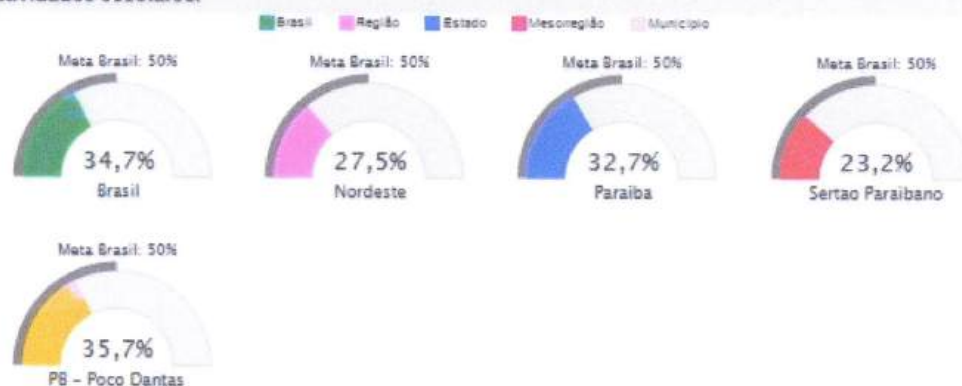 Brasil Região Estado Mesorregião Município
Meta Brasil: 50% Meta Brasil: 50% Meta Brasil: 50% Meta Brasil: 50%
34,7% 27,5% 32,7% 23,2%
Brasil Nordeste Paraiba Sertao Paraibano
Meta Brasil: 50%
35,7%
PB - Poco Dantas